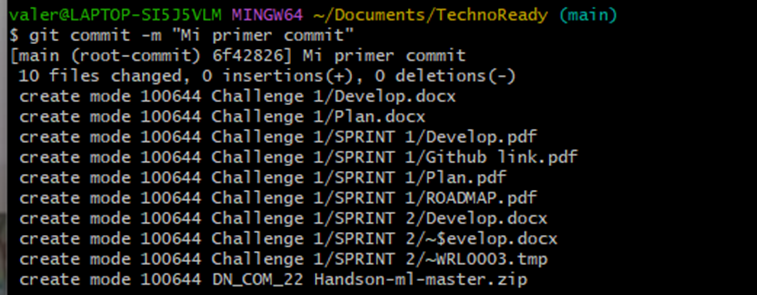 valer@LAPTOP-SI5J5VLM MINGW64 ~/Documents/TechnoReady (main)
$ git commit -m "Mi primer commit"
[main (root-commit) 6f42826] Mi primer commit
 10 files changed, 0 insertions(+), 0 deletions(-)
 create mode 100644 Challenge 1/Develop.docx
 create mode 100644 Challenge 1/Plan.docx
 create mode 100644 Challenge 1/SPRINT 1/Develop.pdf
 create mode 100644 Challenge 1/SPRINT 1/Github link.pdf
 create mode 100644 Challenge 1/SPRINT 1/Plan.pdf
 create mode 100644 Challenge 1/SPRINT 1/ROADMAP.pdf
 create mode 100644 Challenge 1/SPRINT 2/Develop.docx
 create mode 100644 Challenge 1/SPRINT 2/~$evelop.docx
 create mode 100644 Challenge 1/SPRINT 2/~WRL0003.tmp
 create mode 100644 DN_COM_22 Handson-ml-master.zip